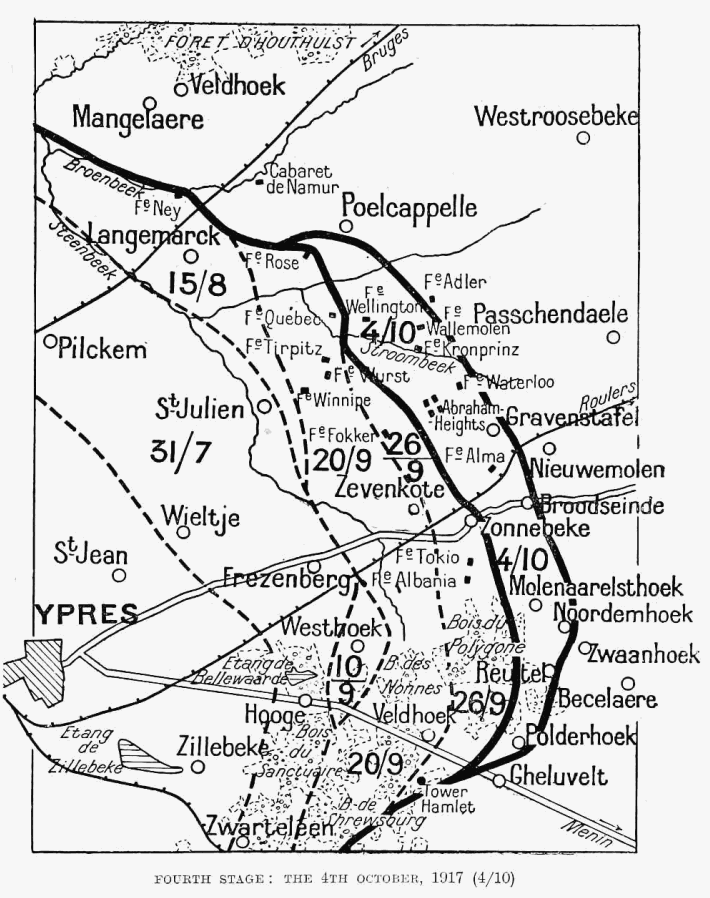 FORET D'HOUTHULST
Bruges
Veldhoek
Mangelaere
Westroosebeke
Broenbeek
Cabaret
de Namur
Fe Ney
Poelcappelle
Langemarck
Steenbeek
Fe Rose
15/8
Fe Adler
Fe
Wellington
Fe
Wallemolen
Passchendaele
Fe Québec
4/10
Pilckem
Fe Tirpitz
Stroombeek
Fe Kronprinz
Fe Wurst
Fe Waterloo
Fe Winnipe
Roulers
St Julien
Abraham-
Heights
Gravenstafel
31/7
Fe Fokker
20/9
26/9
Fe Alma
Nieuwemolen
Zevenkote
Broodseinde
Wieltje
Zonnebeke
St Jean
Fe Tokio
4/10
Frezenberg
Fe Albania
Molenaarelsthoek
YPRES
Noordemhoek
Westhoek
Bois du
Polygone
Zwaanhoek
Etang de
Bellewaerde
10/9
B. des
Nonnes
Reutel
26/9
Becelaere
Hooge
Veldhoek
Etang
de
Zillebeke
Zillebeke
Bois
du
Sanctuaire
20/9
Polderhoek
Gheluvelt
Tower
Hamlet
B. de
Shrewsburg
Zwarteleen
Menin
FOURTH STAGE: THE 4TH OCTOBER, 1917 (4/10)